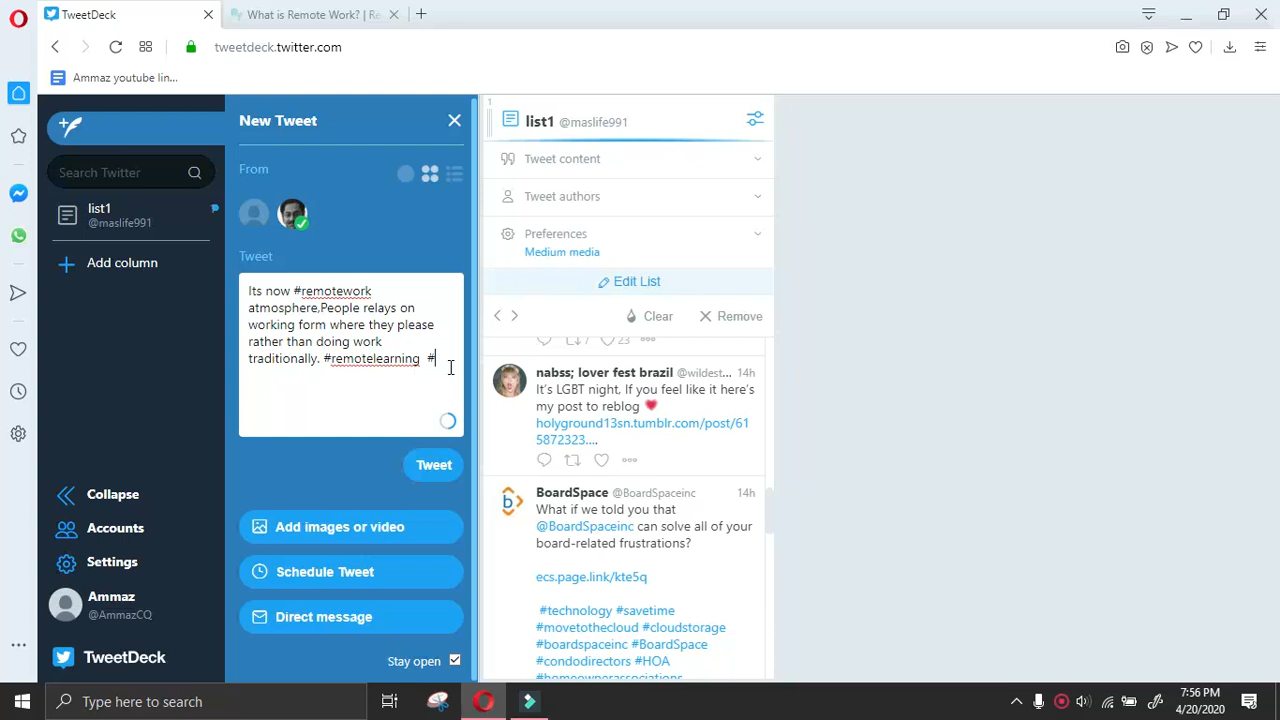 TweetDeck
What is Remote Work? | R
tweetdeck.twitter.com
Ammaz youtube lin...
New Tweet
From
Search Twitter
list1
@maslife991
Add column
Tweet
Its now #remotework
atmosphere,People relays on
working form where they please
rather than doing work
traditionally. #remotelearning #
Tweet
Add images or video
Schedule Tweet
Direct message
Stay open
Collapse
Accounts
Settings
Ammaz
@AmmazCQ
TweetDeck
1
list1 @maslife991
Tweet content
Tweet authors
Preferences
Medium media
Edit List
Clear
Remove
7
23
nabss; lover fest brazil @wildest... 14h
It's LGBT night, If you feel like it here's
my post to reblog
holyground13sn.tumblr.com/post/61
5872323....
BoardSpace @BoardSpaceinc 14h
What if we told you that
@BoardSpaceinc can solve all of your
board-related frustrations?
ecs.page.link/kte5q
#technology #savetime
#movetothecloud #cloudstorage
#boardspaceinc #BoardSpace
#condodirectors #HOA
#homeownerassociations
Type here to search
7:56 PM
4/20/2020